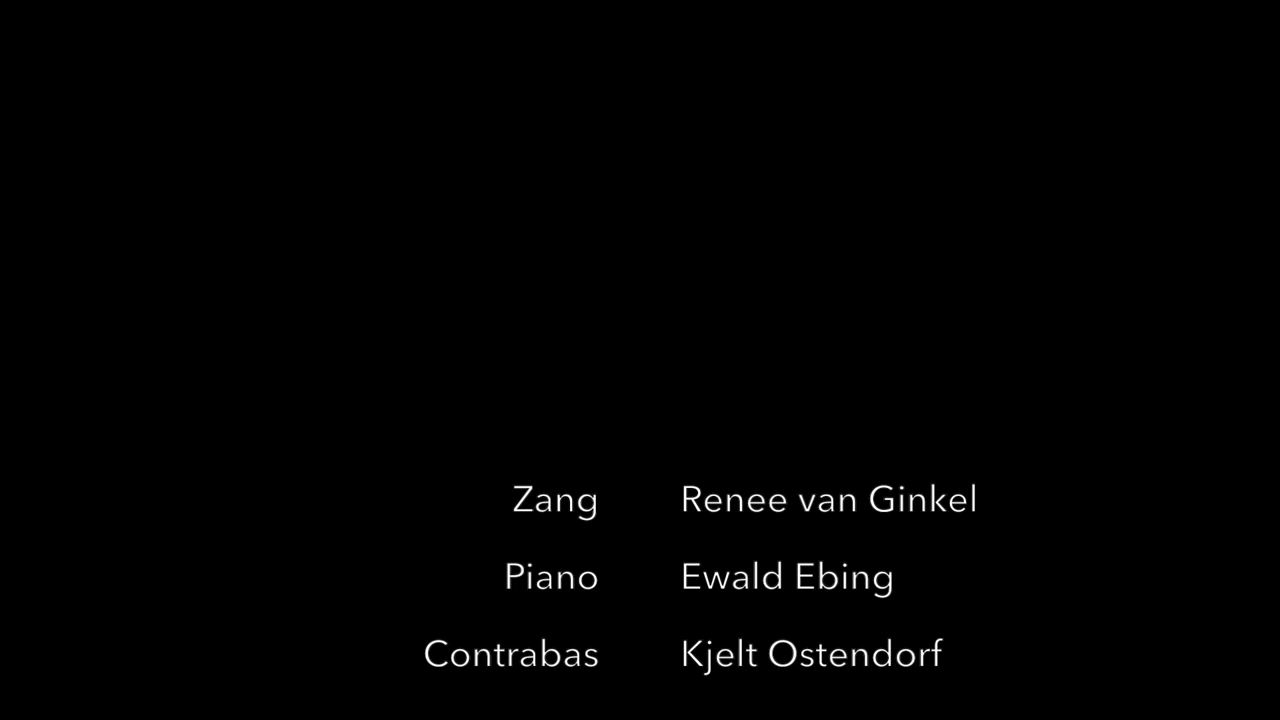 Zang Renee van Ginkel
Piano Ewald Ebing
Contrabas Kjelt Ostendorf